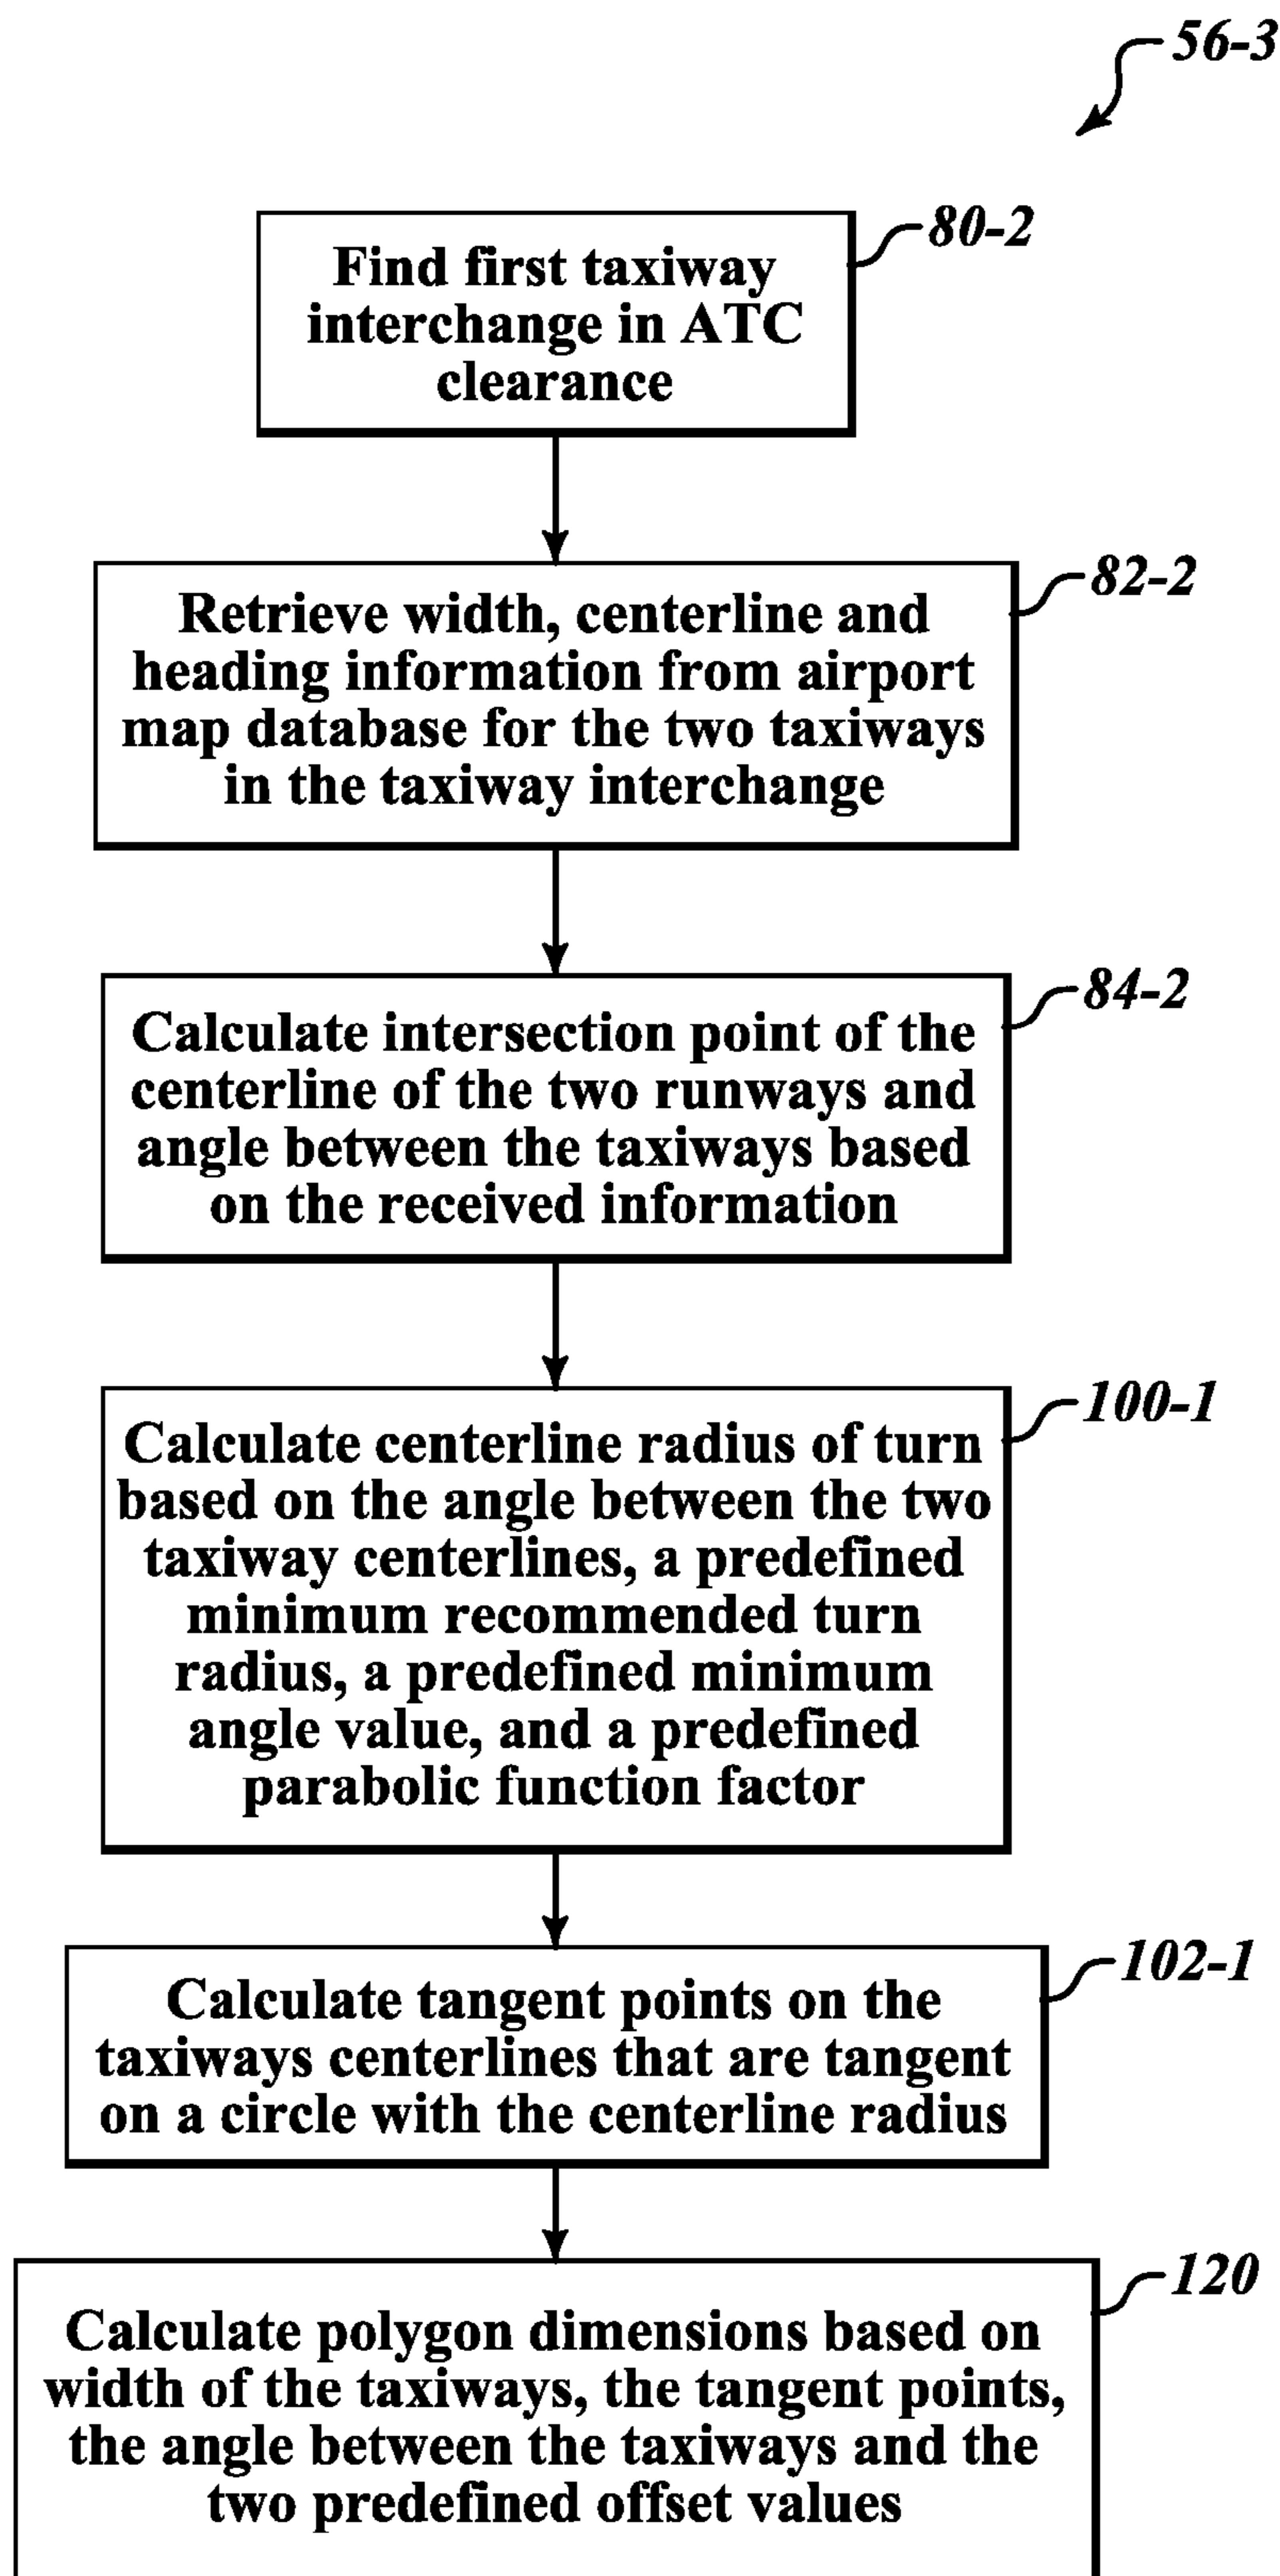 56-3
80-2
Find first taxiway
interchange in ATC
clearance
82-2
Retrieve width, centerline and
heading information from airport
map database for the two taxiways
in the taxiway interchange
84-2
Calculate intersection point of the
centerline of the two runways and
angle between the taxiways based
on the received information
100-1
Calculate centerline radius of turn
based on the angle between the two
taxiway centerlines, a predefined
minimum recommended turn
radius, a predefined minimum
angle value, and a predefined
parabolic function factor
102-1
Calculate tangent points on the
taxiways centerlines that are tangent
on a circle with the centerline radius
120
Calculate polygon dimensions based on
width of the taxiways, the tangent points,
the angle between the taxiways and the
two predefined offset values